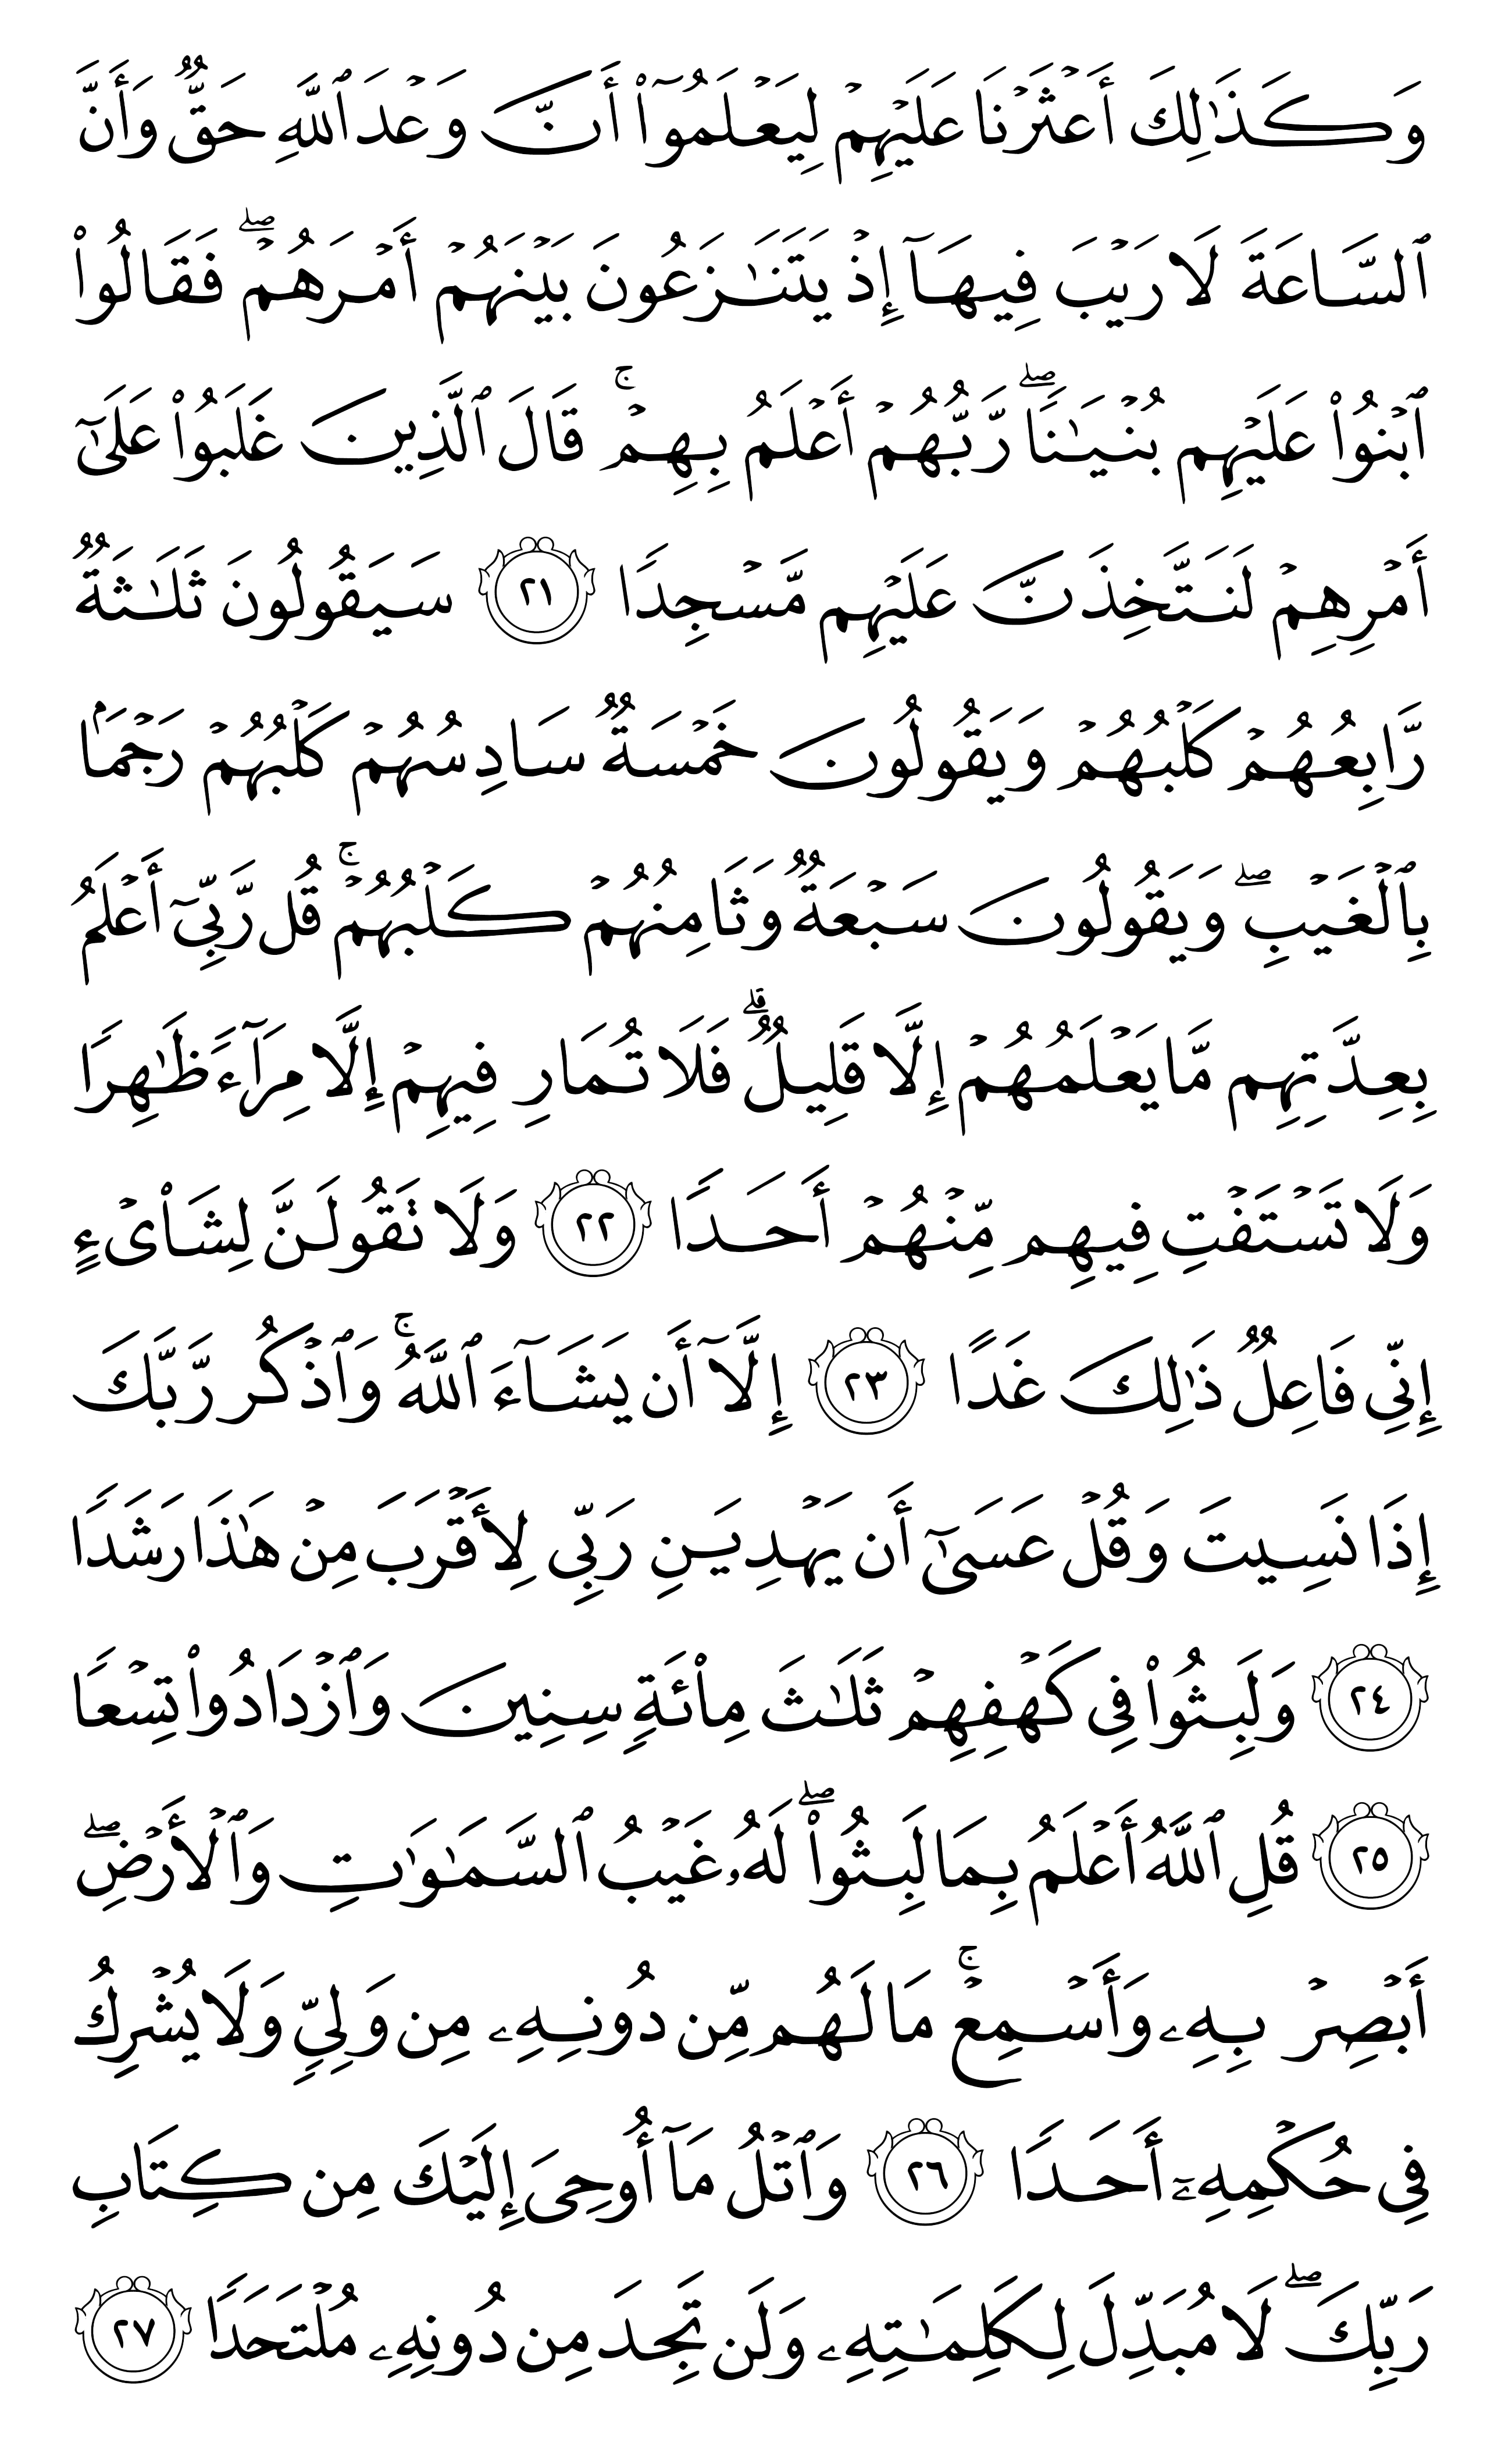 وَكَذَٰلِكَ أَعۡثَرۡنَا عَلَيۡهِمۡ لِيَعۡلَمُوٓاْ أَنَّ وَعۡدَ ٱللَّهِ حَقّٞ وَأَنَّ
ٱلسَّاعَةَ لَا رَيۡبَ فِيهَآ إِذۡ يَتَنَٰزَعُونَ بَيۡنَهُمۡ أَمۡرَهُمۡۖ فَقَالُواْ
ٱبۡنُواْ عَلَيۡهِم بُنۡيَٰنٗاۖ رَّبُّهُمۡ أَعۡلَمُ بِهِمۡۚ قَالَ ٱلَّذِينَ غَلَبُواْ عَلَىٰٓ
أَمۡرِهِمۡ لَنَتَّخِذَنَّ عَلَيۡهِم مَّسۡجِدٗا ٢١ سَيَقُولُونَ ثَلَٰثَةٞ
رَّابِعُهُمۡ كَلۡبُهُمۡ وَيَقُولُونَ خَمۡسَةٞ سَادِسُهُمۡ كَلۡبُهُمۡ رَجۡمَۢا
بِٱلۡغَيۡبِۖ وَيَقُولُونَ سَبۡعَةٞ وَثَامِنُهُمۡ كَلۡبُهُمۡۚ قُل رَّبِّيٓ أَعۡلَمُ
بِعِدَّتِهِم مَّا يَعۡلَمُهُمۡ إِلَّا قَلِيلٞۗ فَلَا تُمَارِ فِيهِمۡ إِلَّا مِرَآءٗ ظَٰهِرٗا
وَلَا تَسۡتَفۡتِ فِيهِم مِّنۡهُمۡ أَحَدٗا ٢٢ وَلَا تَقُولَنَّ لِشَاْيۡءٍ
إِنِّي فَاعِلٞ ذَٰلِكَ غَدًا ٢٣ إِلَّآ أَن يَشَآءَ ٱللَّهُۚ وَٱذۡكُر رَّبَّكَ
إِذَا نَسِيتَ وَقُلۡ عَسَىٰٓ أَن يَهۡدِيَنِ رَبِّي لِأَقۡرَبَ مِنۡ هَٰذَا رَشَدٗا
٢٤ وَلَبِثُواْ فِي كَهۡفِهِمۡ ثَلَٰثَ مِاْئَةٖ سِنِينَ وَٱزۡدَادُواْ تِسۡعٗا
٢٥ قُلِ ٱللَّهُ أَعۡلَمُ بِمَا لَبِثُواْۖ لَهُۥ غَيۡبُ ٱلسَّمَٰوَٰتِ وَٱلۡأَرۡضِۖ
أَبۡصِرۡ بِهِۦ وَأَسۡمِعۡۚ مَا لَهُم مِّن دُونِهِۦ مِن وَلِيّٖ وَلَا يُشۡرِكُ
فِي حُكۡمِهِۦٓ أَحَدٗا ٢٦ وَٱتۡلُ مَآ أُوحِيَ إِلَيۡكَ مِن كِتَابِ
رَبِّكَۖ لَا مُبَدِّلَ لِكَلِمَٰتِهِۦ وَلَن تَجِدَ مِن دُونِهِۦ مُلۡتَحَدٗا ٢٧